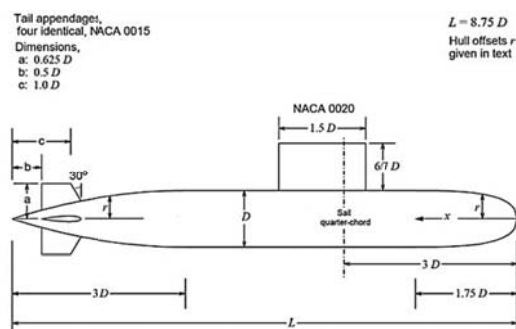 Tail appendages,
four identical, NACA 0015
Dimensions,
a: 0.625 D
b: 0.5 D
c: 1.0 D
L = 8.75 D
Hull offsets r
given in text
NACA 0020
1.5 D
6/7 D
c
b
30°
a
r
D
Sail
quarter-chord
x
r
3 D
3D
1.75 D
L